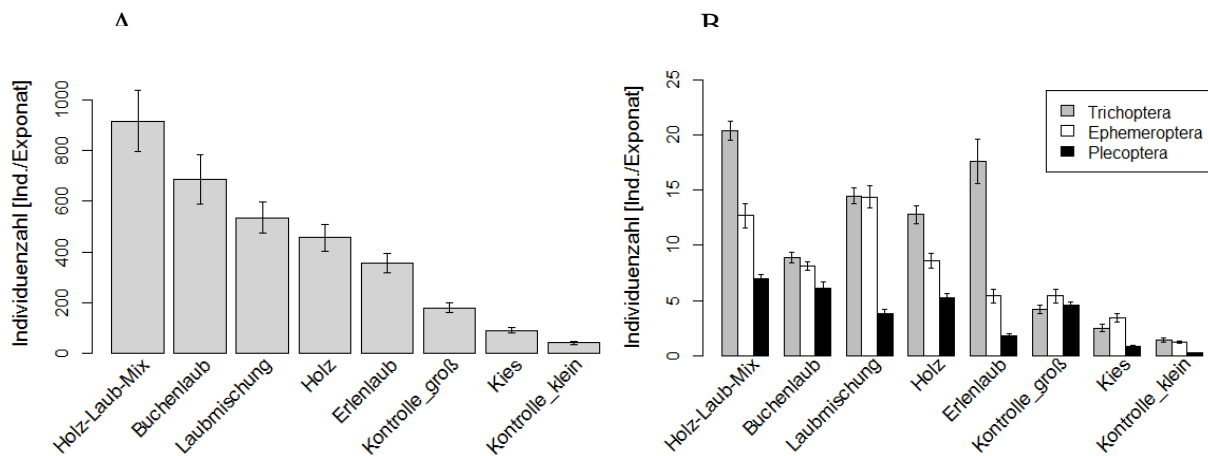 A
Individuenzahl [Ind./Exponat]
1000
800
600
400
200
0
Holz-Laub-Mix
Buchenlaub
Laubmischung
Holz
Erlenlaub
Kontrolle_groß
Kies
Kontrolle_klein
B
Individuenzahl [Ind./Exponat]
25
20
15
10
5
0
Trichoptera
Ephemeroptera
Plecoptera
Holz-Laub-Mix
Buchenlaub
Laubmischung
Holz
Erlenlaub
Kontrolle_groß
Kies
Kontrolle_klein